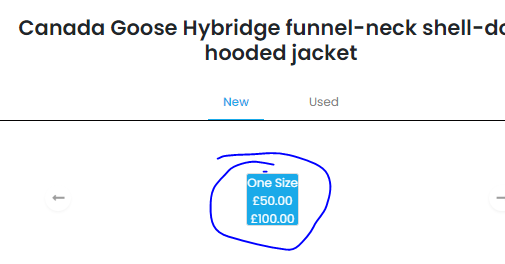 Canada Goose Hybridge funnel-neck shell-do
hooded jacket
New Used
One Size
£50.00
£100.00